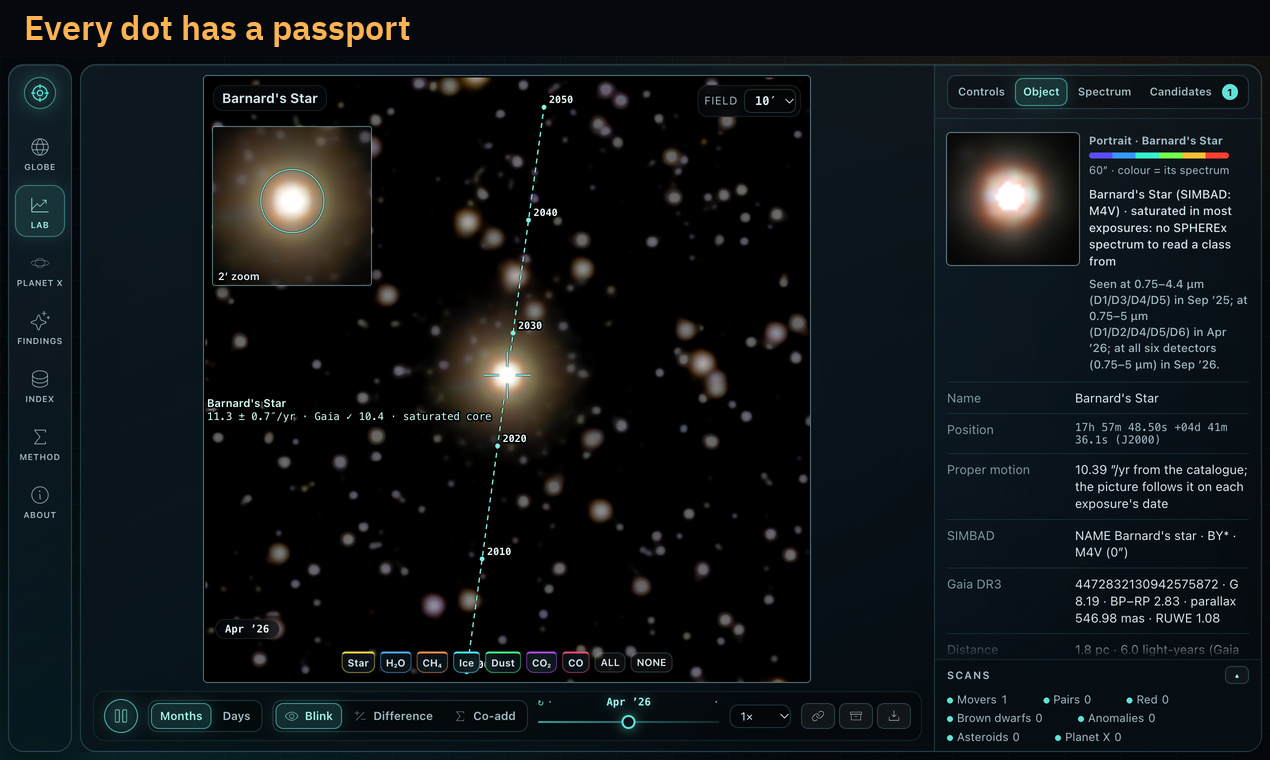 Every dot has a passport
GLOBE
LAB
PLANET X
FINDINGS
INDEX
METHOD
ABOUT
Barnard's Star
FIELD 10′
2′ zoom
2050
2040
2030
2020
2010
Barnard's Star
11.3 ± 0.7″/yr · Gaia ✓ 10.4 · saturated core
Apr ’26
Star H₂O CH₄ Ice Dust CO₂ CO ALL NONE
Months Days Blink Difference Co-add Apr ’26 1×
Controls Object Spectrum Candidates 1
Portrait · Barnard's Star
60″ · colour = its spectrum
Barnard's Star (SIMBAD:
M4V) · saturated in most
exposures: no SPHEREx
spectrum to read a class
from
Seen at 0.75–4.4 µm
(D1/D3/D4/D5) in Sep ’25; at
0.75–5 µm
(D1/D2/D4/D5/D6) in Apr
’26; at all six detectors
(0.75–5 µm) in Sep ’26.
Name Barnard's Star
Position 17h 57m 48.50s +04d 41m
36.1s (J2000)
Proper motion 10.39 ″/yr from the catalogue;
the picture follows it on each
exposure's date
SIMBAD NAME Barnard's star · BY* ·
M4V (0″)
Gaia DR3 4472832130942575872 · G
8.19 · BP−RP 2.83 · parallax
546.98 mas · RUWE 1.08
Distance 1.8 pc · 6.0 light-years (Gaia
SCANS
Movers 1 Pairs 0 Red 0
Brown dwarfs 0 Anomalies 0
Asteroids 0 Planet X 0